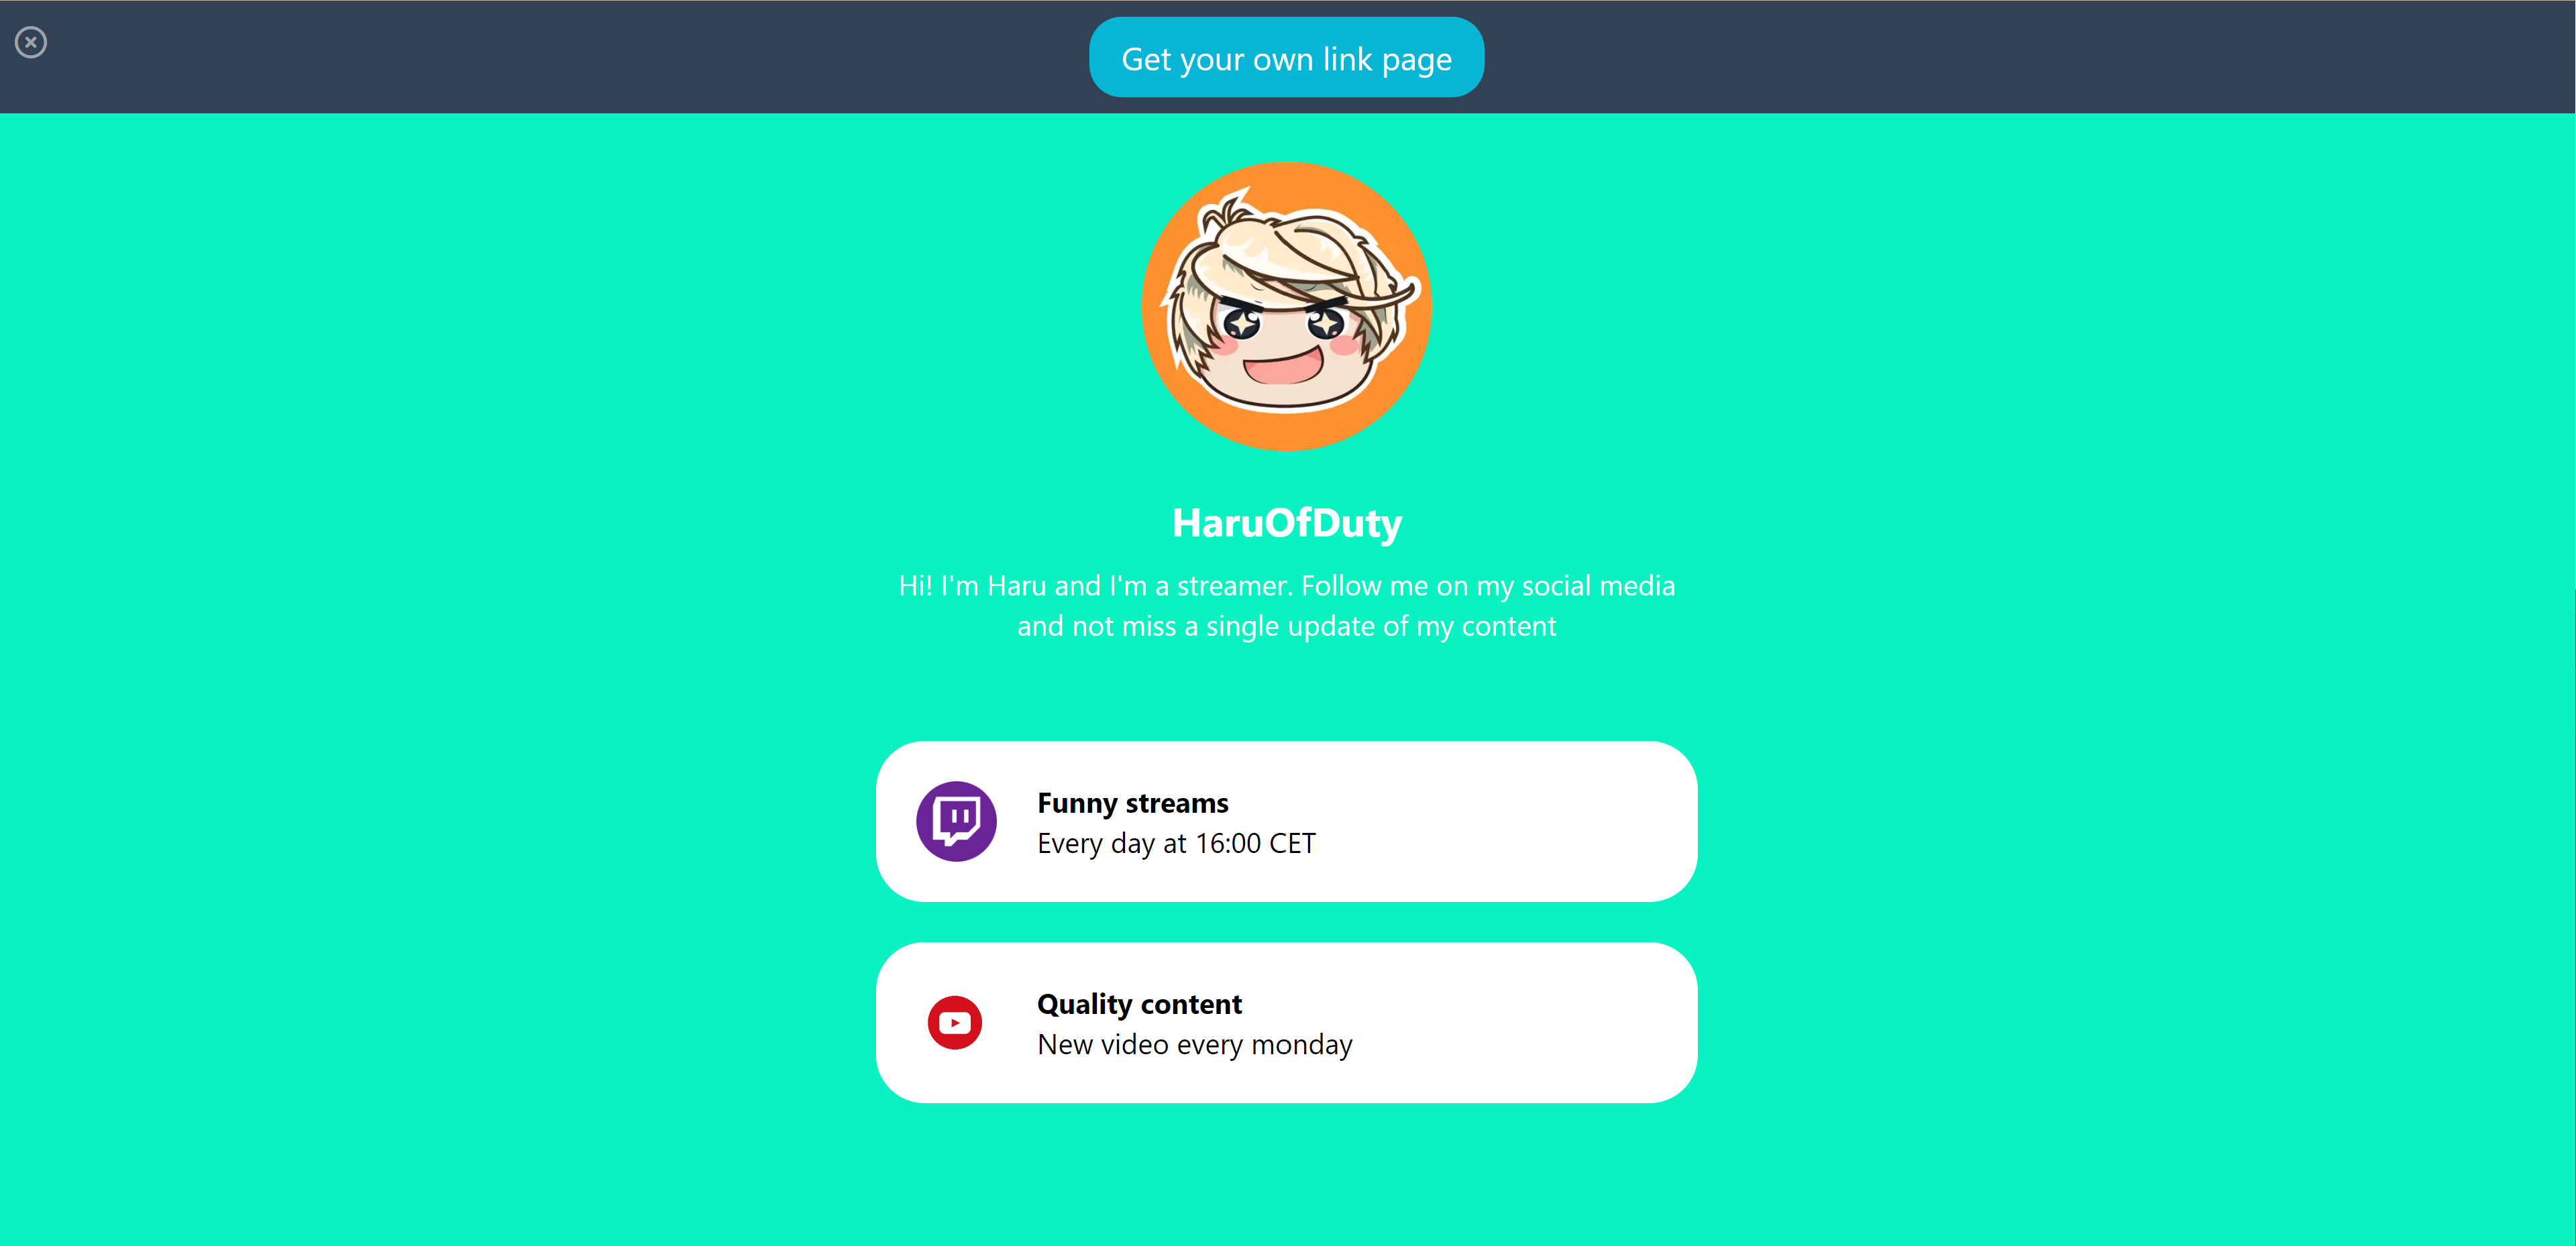 Get your own link page
HaruOfDuty
Hi! I'm Haru and I'm a streamer. Follow me on my social media
and not miss a single update of my content
Funny streams
Every day at 16:00 CET
Quality content
New video every monday